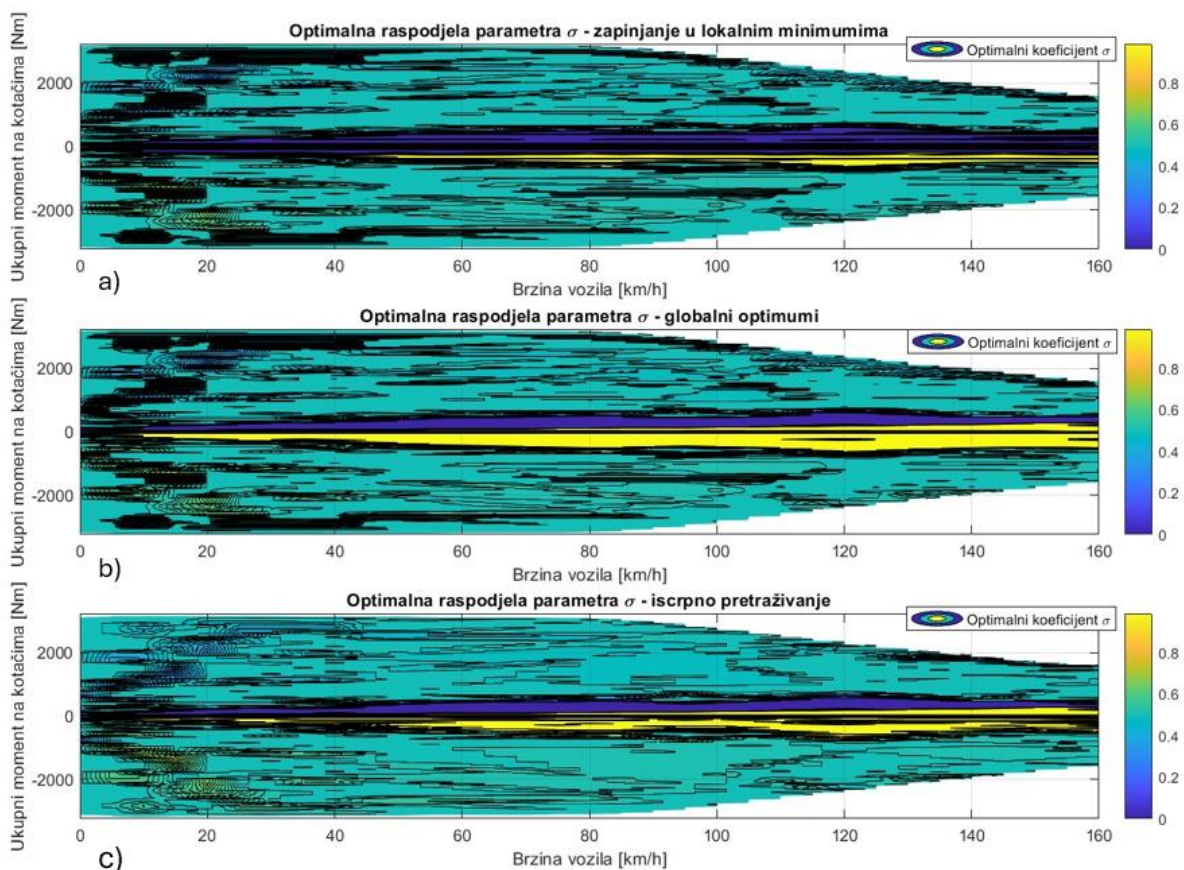 Optimalna raspodjela parametra σ - zapinjanje u lokalnim minimumima
Optimalni koeficijent σ
Ukupni moment na kotačima [Nm]
2000
0
-2000
0 20 40 60 80 100 120 140 160
Brzina vozila [km/h]
0.8
0.6
0.4
0.2
0
a)
Optimalna raspodjela parametra σ - globalni optimumi
Optimalni koeficijent σ
Ukupni moment na kotačima [Nm]
2000
0
-2000
0 20 40 60 80 100 120 140 160
Brzina vozila [km/h]
0.8
0.6
0.4
0.2
0
b)
Optimalna raspodjela parametra σ - iscrpno pretraživanje
Optimalni koeficijent σ
Ukupni moment na kotačima [Nm]
2000
0
-2000
0 20 40 60 80 100 120 140 160
Brzina vozila [km/h]
0.8
0.6
0.4
0.2
0
c)